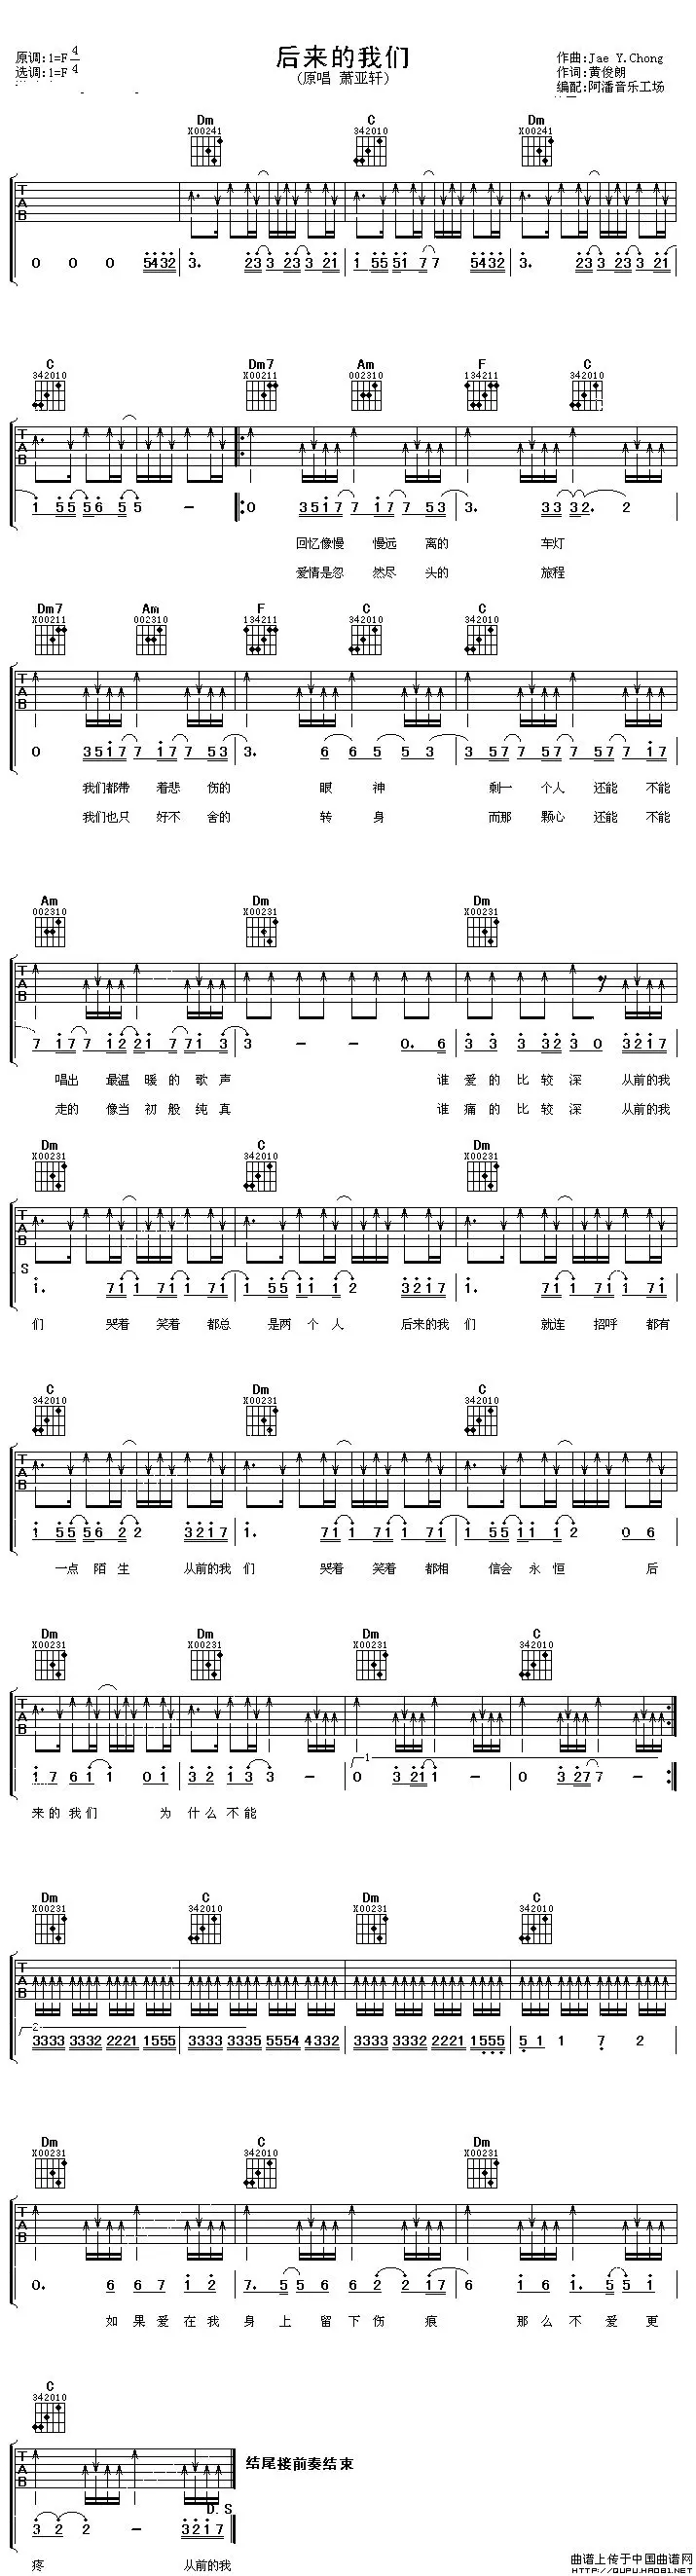 后来的我们
(原唱 萧亚轩)
原调:1=F 4/4
选调:1=F
作曲:Jae Y.Chong
作词:黄俊朗
编配:阿潘音乐工场
Dm C Dm
X00241 342010 X00241
TAB
0 0 0 5432 3. 23 3 23 3 21 1 55 51 7 7 5432 3. 23 3 23 3 21
C Dm7 Am F C
342010 X00211 002310 134211 342010
TAB
1 55 56 5 5 - 0 3517 7 17 7 53 3. 33 32. 2
回忆像慢 慢远 离的 车灯
爱情是忽 然尽 头的 旅程
Dm7 Am F C C
X00211 002310 134211 342010 342010
TAB
0 3517 7 17 7 53 3. 6 6 5 5 3 3 57 7 57 7 57 7 17
我们都带 着悲 伤的 眼 神 剩一 个人 还能 不能
我们也只 好不 舍的 转 身 而那 颗心 还能 不能
Am Dm Dm
002310 X00231 X00231
TAB
7 17 7 12 21 7 71 3 3 - - 0. 6 3 3 3 32 3 0 3217
唱出 最温 暖 的 歌 声 谁 爱 的 比 较 深 从前的我
走的 像当 初 般 纯 真 谁 痛 的 比 较 深 从前的我
Dm C Dm
X00231 342010 X00231
TAB
S
1. 71 1 71 1 71 1 55 11 1 2 3217 1. 71 1 71 1 71
们 哭着 笑着 都总 是两 个 人 后来的我 们 就连 招呼 都有
C Dm C
342010 X00231 342010
TAB
1 55 56 2 2 3217 1. 71 1 71 1 71 1 55 11 1 2 0 6
一点 陌 生 从前的我 们 哭着 笑着 都相 信会 永 恒 后
Dm Dm Dm C
X00231 X00231 X00231 342010
TAB
1
1 7 6 1 1 0 1 3 2 1 3 3 - 0 3 21 1 - 0 3 27 7 -
来 的 我 们 为 什 么 不 能
Dm C Dm C
X00231 342010 X00231 342010
TAB
2
3333 3332 2221 1555 3333 3335 5554 4332 3333 3332 2221 1555 5 1 1 7 2
Dm C Dm
X00231 342010 X00231
TAB
0. 6 6 7 1 2 7. 5 5 6 6 2 2 17 6 1 6 1. 5 5 1
如 果 爱 在 我 身 上 留 下 伤 痕 那 么 不 爱 更
C
342010
TAB
结尾接前奏结束
D.S
3 2 2 - 3217
疼 从前的我
曲谱上传于中国曲谱网
HTTP://QUPU.HAO81.NET